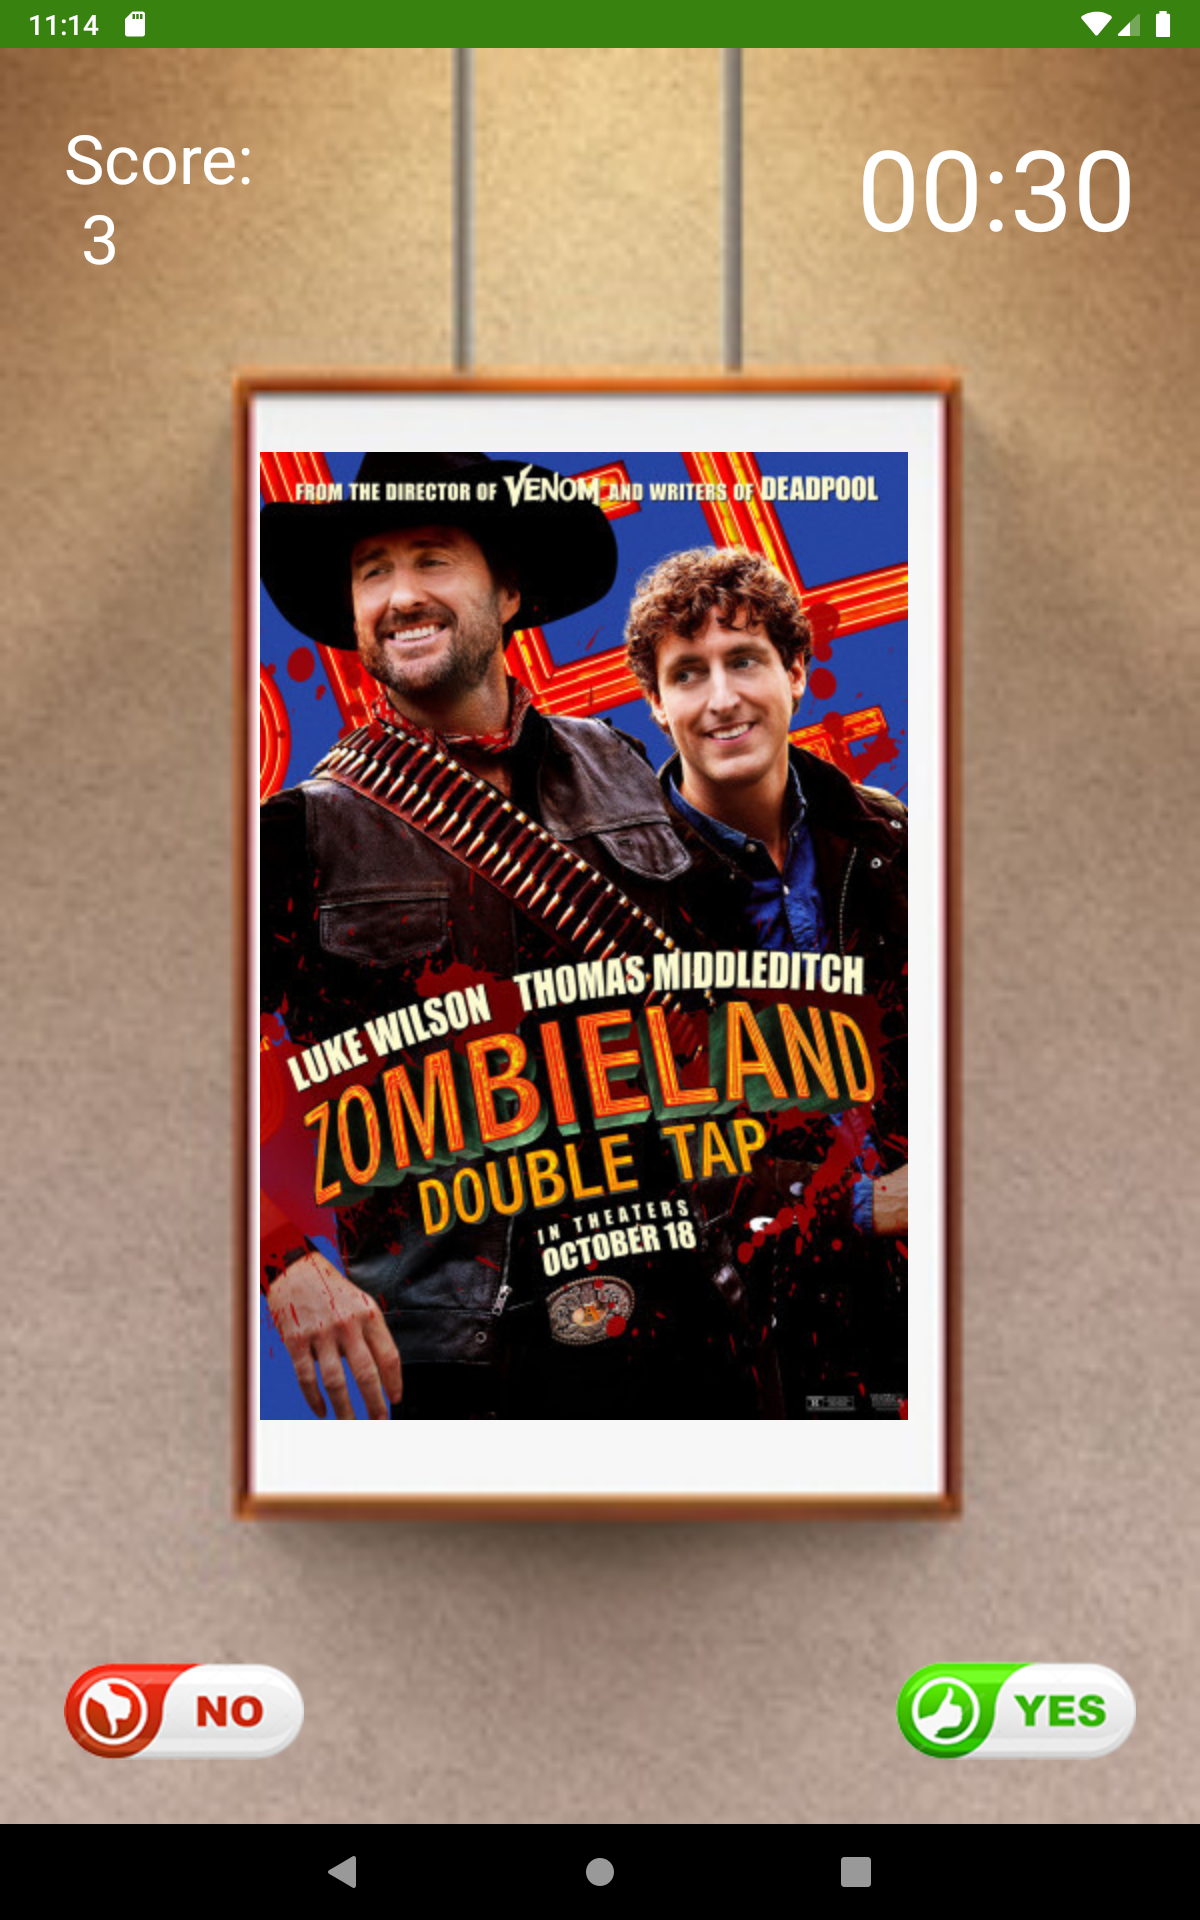 11:14
Score:
3
00:30
FROM THE DIRECTOR OF VENOM AND WRITERS OF DEADPOOL
LUKE WILSON THOMAS MIDDLEDITCH
ZOMBIELAND
DOUBLE TAP
IN THEATERS
OCTOBER 18
NO
YES